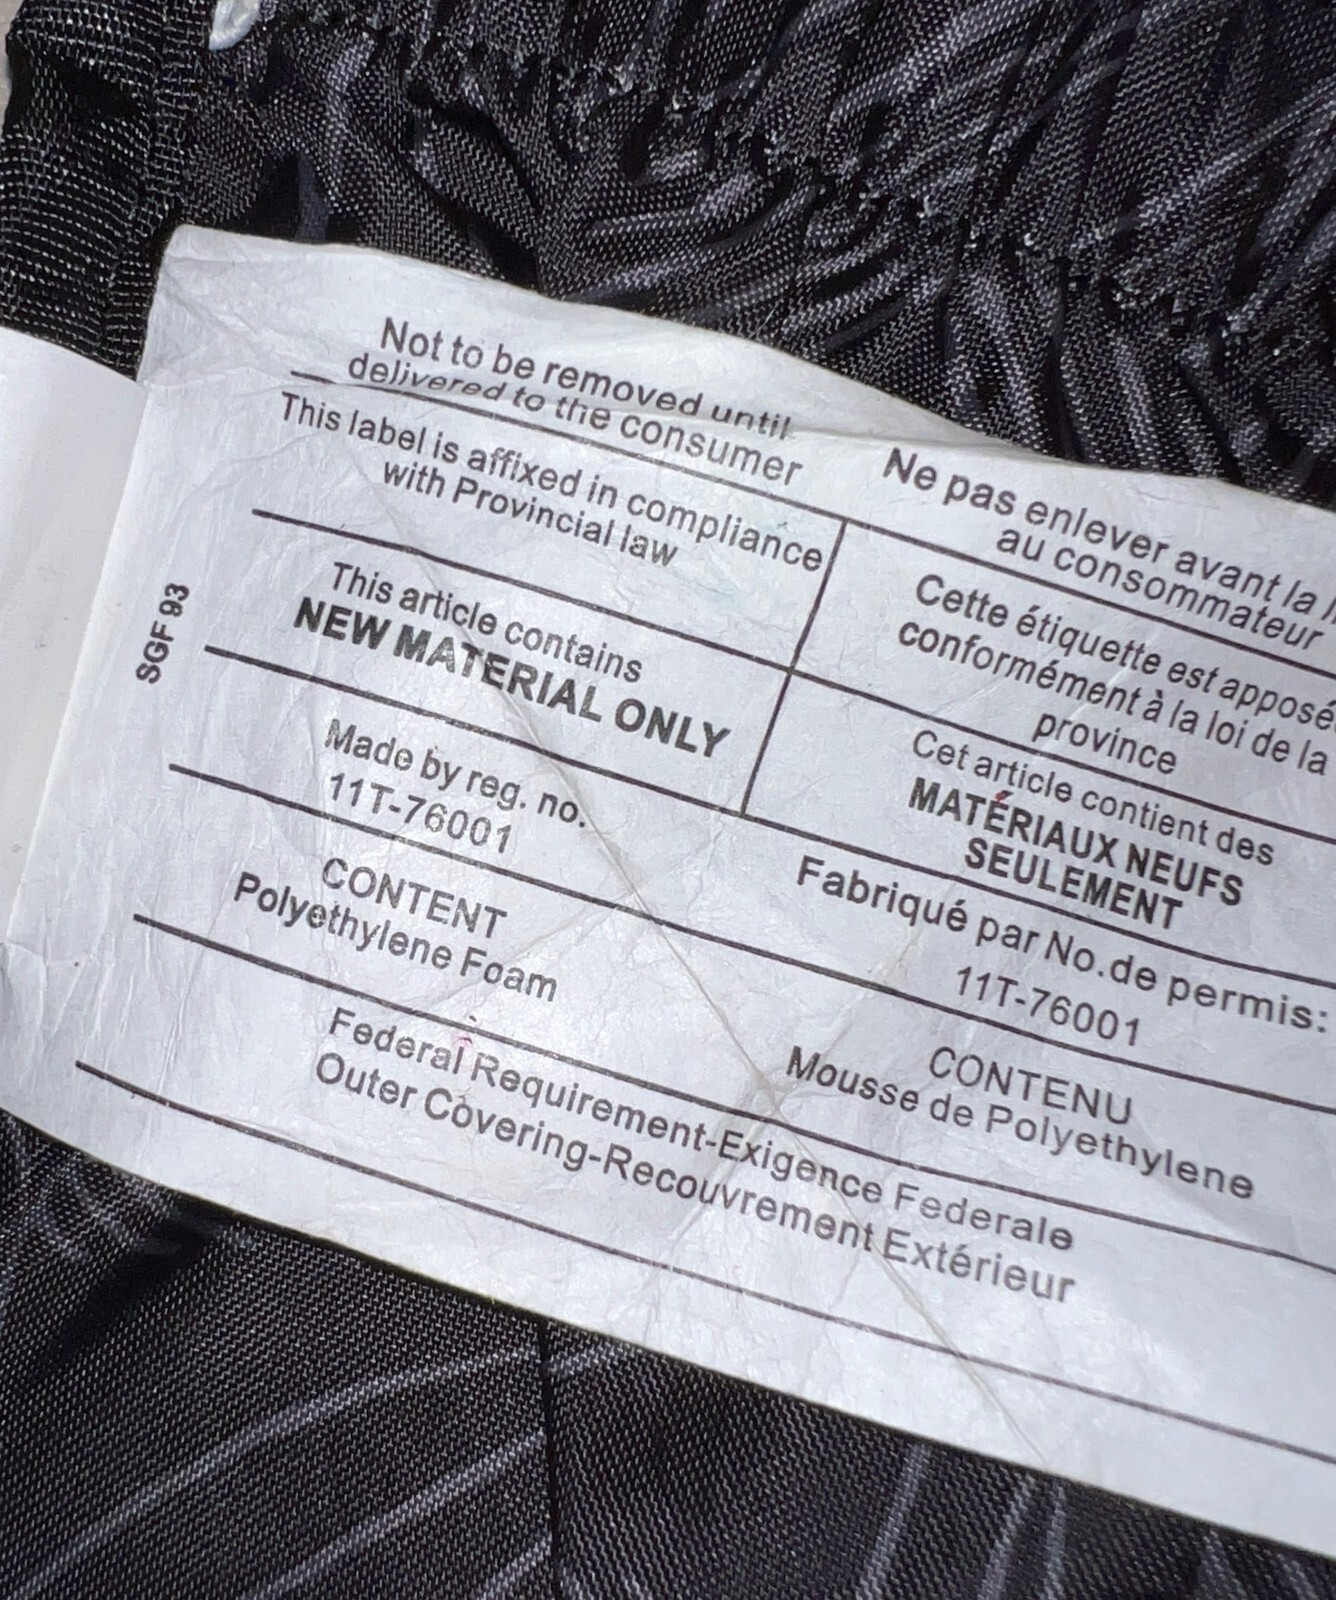 Not to be removed until
delivered to the consumer
Ne pas enlever avant la
au consommateur
This label is affixed in compliance
with Provincial law
Cette étiquette est apposé
conformément à la loi de la
province
This article contains
NEW MATERIAL ONLY
Cet article contient des
MATÉRIAUX NEUFS
SEULEMENT
SGF 93
Made by reg. no.
11T-76001
Fabriqué par No.de permis:
11T-76001
CONTENT
Polyethylene Foam
CONTENU
Mousse de Polyethylene
Federal Requirement-Exigence Federale
Outer Covering-Recouvrement Extérieur